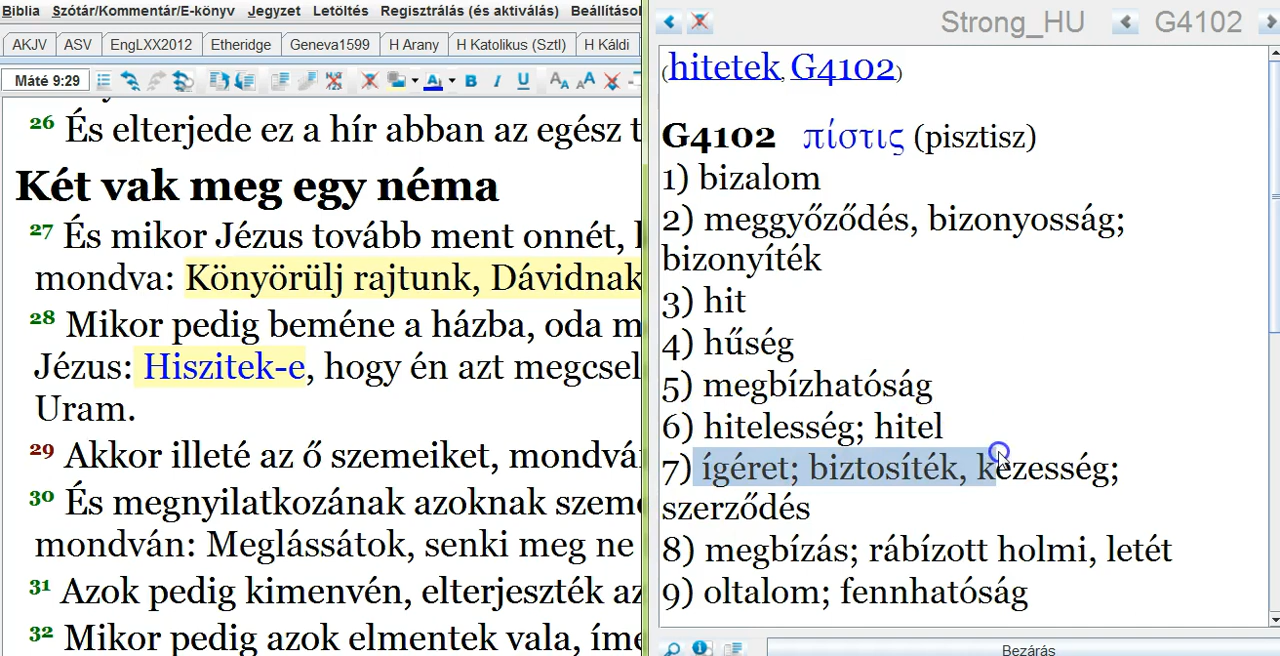 Biblia Szótár/Kommentár/E-könyv Jegyzet Letöltés Regisztrálás (és aktiválás)
AKJV ASV EngLXX2012 Etheridge Geneva1599 H Arany H Katolikus (Sztl) H Káldi
Máté 9:29
26 És elterjede ez a hír abban az egész
Két vak meg egy néma
27 És mikor Jézus tovább ment onnét,
mondva: Könyörülj rajtunk, Dávidnak
28 Mikor pedig beméne a házba, oda
Jézus: Hiszitek-e, hogy én azt
Uram.
29 Akkor illeté az ő szemeiket,
30 És megnyilatkozának azoknak
mondván: Meglássátok, senki meg ne
31 Azok pedig kimenvén, elterjeszték
32 Mikor pedig azok elmentek vala,
Strong_HU G4102
(hitetek, G4102)
G4102 πίστις (pisztisz)
1) bizalom
2) meggyőződés, bizonyosság;
bizonyíték
3) hit
4) hűség
5) megbízhatóság
6) hitelesség; hitel
7) ígéret; biztosíték, kezesség;
szerződés
8) megbízás; rábízott holmi, letét
9) oltalom; fennhatóság
Bezárás